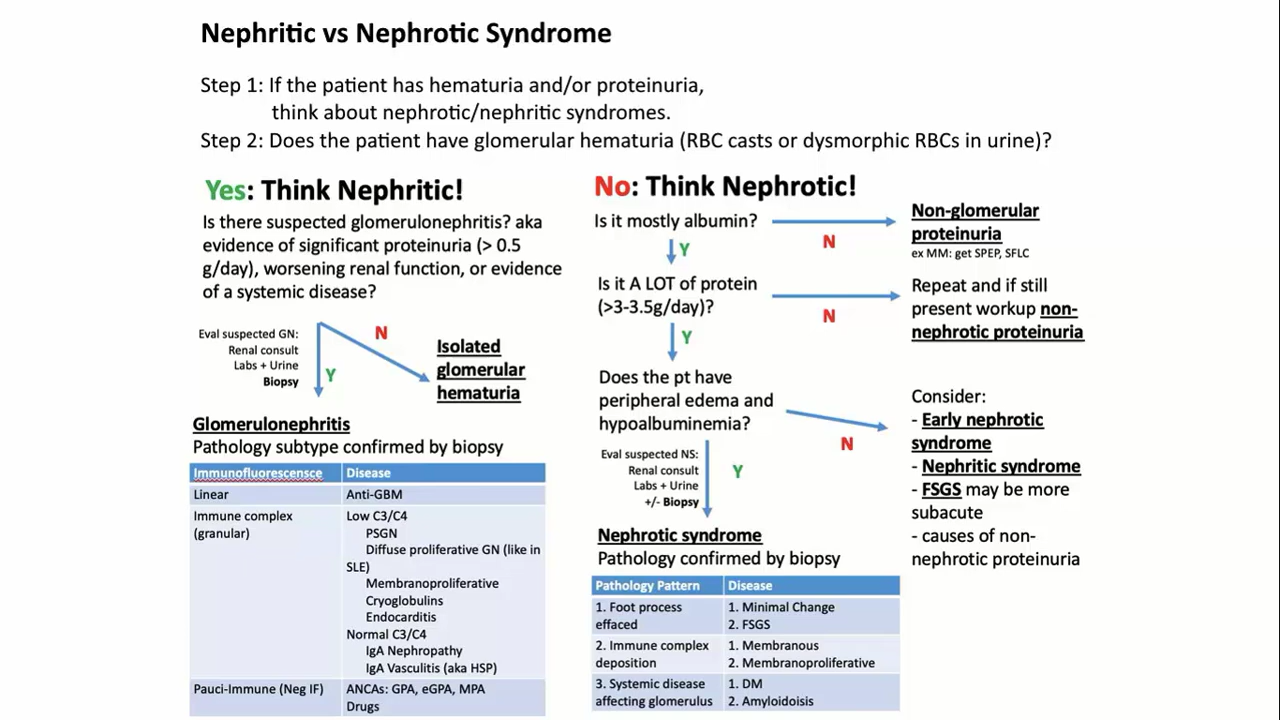 Nephritic vs Nephrotic Syndrome
Step 1: If the patient has hematuria and/or proteinuria,
think about nephrotic/nephritic syndromes.
Step 2: Does the patient have glomerular hematuria (RBC casts or dysmorphic RBCs in urine)?
Yes: Think Nephritic!
Is there suspected glomerulonephritis? aka
evidence of significant proteinuria (> 0.5
g/day), worsening renal function, or evidence
of a systemic disease?
Eval suspected GN:
Renal consult
Labs + Urine
Biopsy
Y
N
Isolated
glomerular
hematuria
Glomerulonephritis
Pathology subtype confirmed by biopsy
Immunofluorescensce Disease
Linear Anti-GBM
Immune complex
(granular)
Low C3/C4
PSGN
Diffuse proliferative GN (like in
SLE)
Membranoproliferative
Cryoglobulins
Endocarditis
Normal C3/C4
IgA Nephropathy
IgA Vasculitis (aka HSP)
Pauci-Immune (Neg IF) ANCAs: GPA, eGPA, MPA
Drugs
No: Think Nephrotic!
Is it mostly albumin?
N
Non-glomerular
proteinuria
ex MM: get SPEP, SFLC
Y
Is it A LOT of protein
(>3-3.5g/day)?
N
Repeat and if still
present workup non-
nephrotic proteinuria
Y
Does the pt have
peripheral edema and
hypoalbuminemia?
N
Consider:
- Early nephrotic
syndrome
- Nephritic syndrome
- FSGS may be more
subacute
- causes of non-
nephrotic proteinuria
Eval suspected NS:
Renal consult
Labs + Urine
+/- Biopsy
Y
Nephrotic syndrome
Pathology confirmed by biopsy
Pathology Pattern Disease
1. Foot process
effaced
1. Minimal Change
2. FSGS
2. Immune complex
deposition
1. Membranous
2. Membranoproliferative
3. Systemic disease
affecting glomerulus
1. DM
2. Amyloidoisis